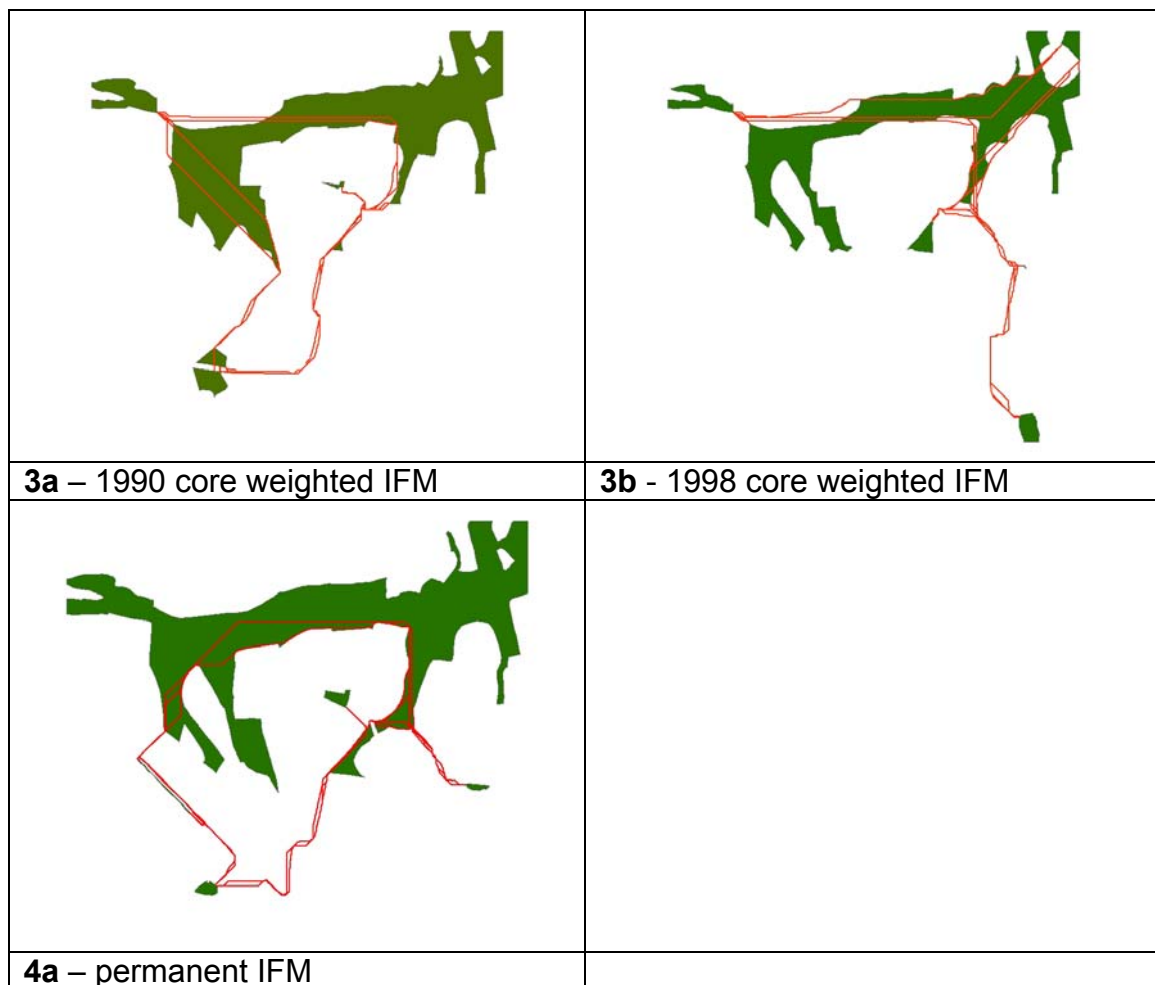 3a – 1990 core weighted IFM
3b - 1998 core weighted IFM
4a – permanent IFM